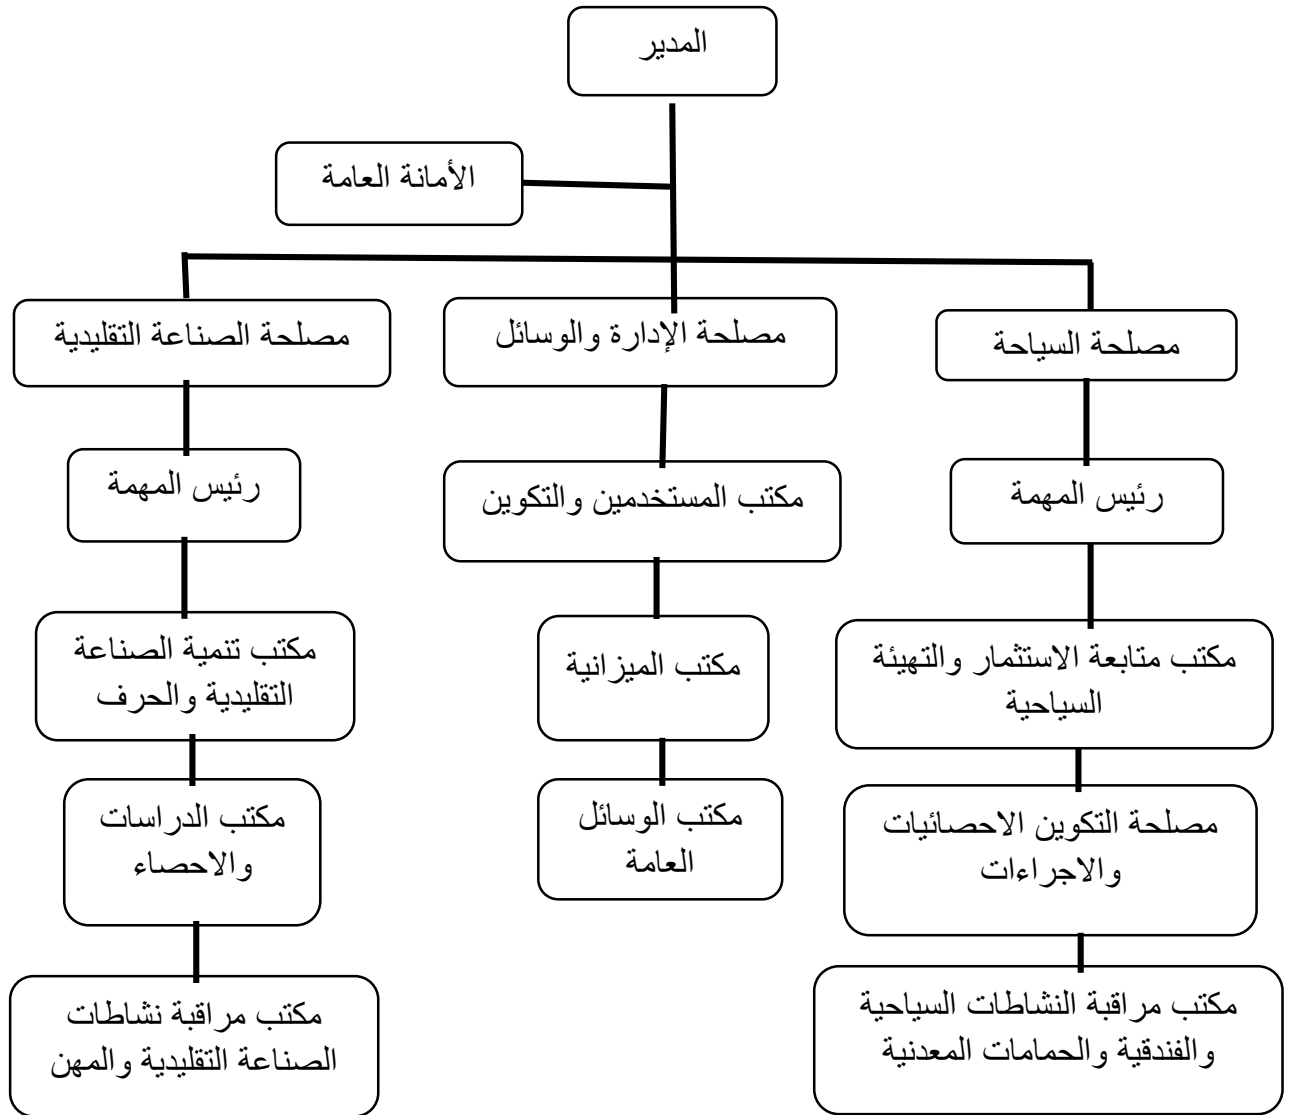 المدير
الأمانة العامة
مصلحة السياحة
مصلحة الإدارة والوسائل
مصلحة الصناعة التقليدية
رئيس المهمة
مكتب المستخدمين والتكوين
رئيس المهمة
مكتب متابعة الاستثمار والتهيئة
السياحية
مكتب الميزانية
مكتب تنمية الصناعة
التقليدية والحرف
مصلحة التكوين الاحصائيات
والاجراءات
مكتب الوسائل
العامة
مكتب الدراسات
والاحصاء
مكتب مراقبة النشاطات السياحية
والفندقية والحمامات المعدنية
مكتب مراقبة نشاطات
الصناعة التقليدية والمهن